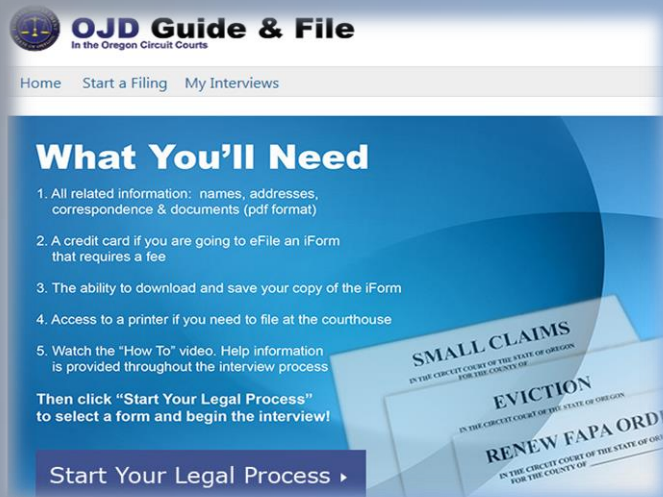 OJD Guide & File
In the Oregon Circuit Courts
Home Start a Filing My Interviews
What You'll Need
1. All related information: names, addresses,
correspondence & documents (pdf format)
2. A credit card if you are going to eFile an iForm
that requires a fee
3. The ability to download and save your copy of the iForm
4. Access to a printer if you need to file at the courthouse
5. Watch the "How To" video. Help information
is provided throughout the interview process
Then click "Start Your Legal Process"
to select a form and begin the interview!
Start Your Legal Process
SMALL CLAIMS
IN THE CIRCUIT COURT OF THE STATE OF OREGON
FOR THE COUNTY OF
EVICTION
IN THE CIRCUIT COURT OF THE STATE OF OREGON
RENEW FAPA ORD
IN THE CIRCUIT COURT OF THE STATE OF OR
FOR THE COUNTY OF